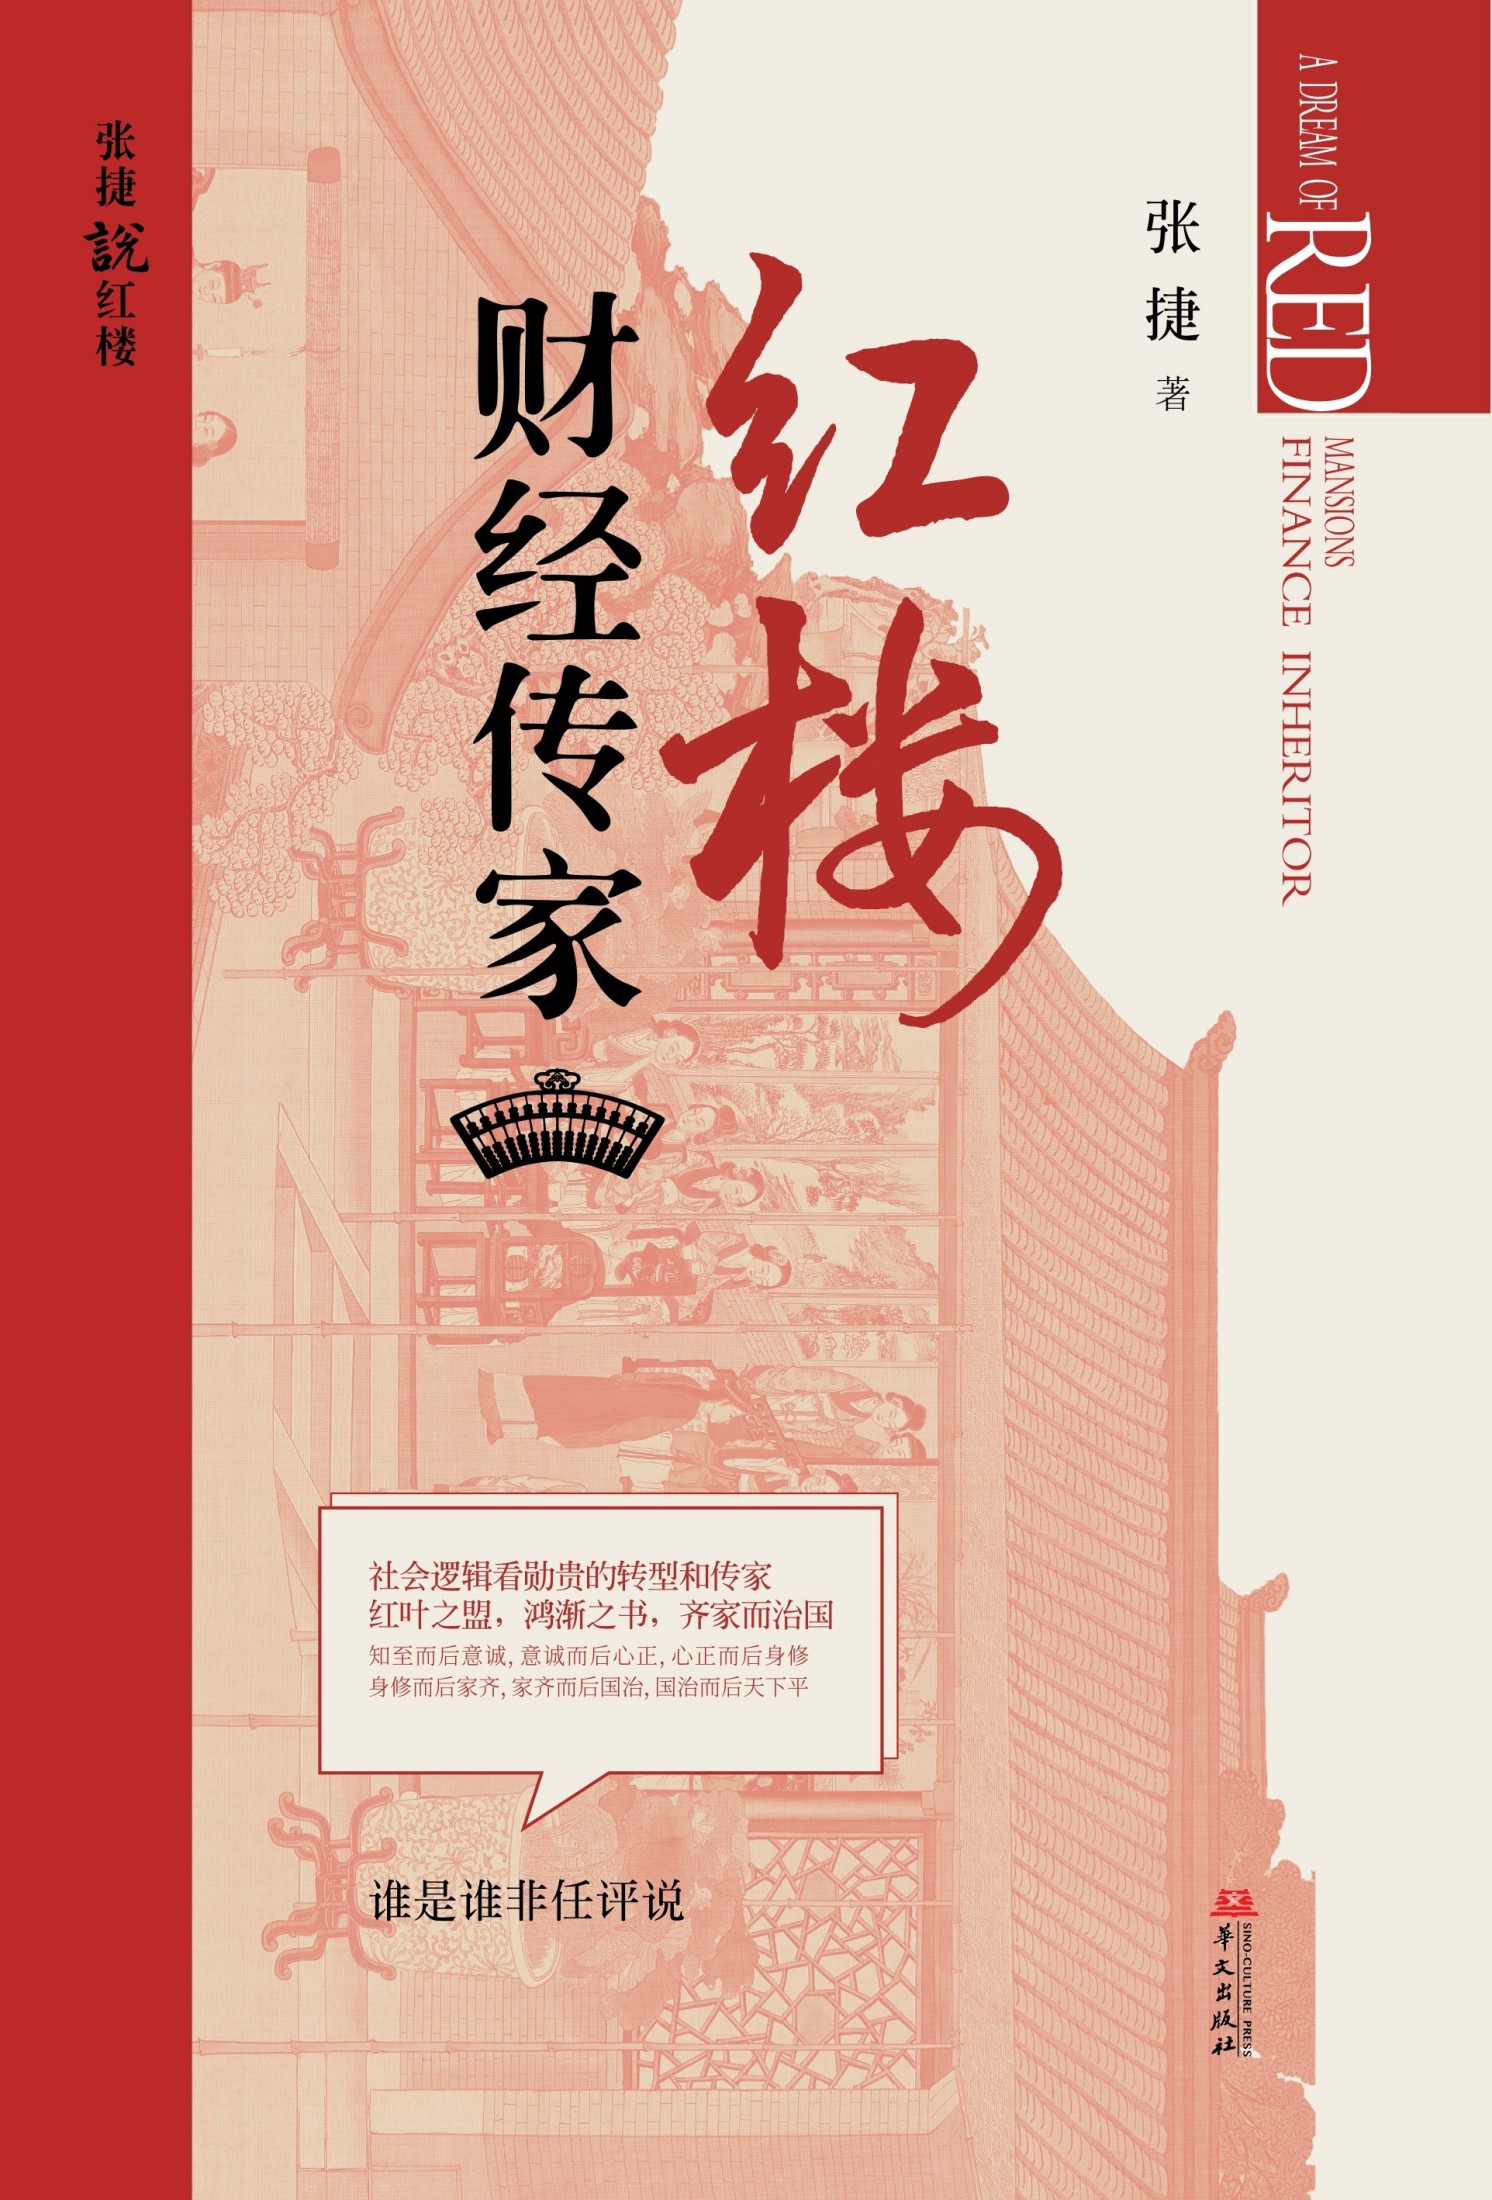 张捷說红楼
红楼
财经传家
张捷 著
A DREAM OF
RED
MANSIONS
FINANCE INHERITOR
社会逻辑看勋贵的转型和传家
红叶之盟，鸿渐之书，齐家而治国
知至而后意诚, 意诚而后心正, 心正而后身修
身修而后家齐, 家齐而后国治, 国治而后天下平
谁是谁非任评说
華文出版社
SINO-CULTURE PRESS